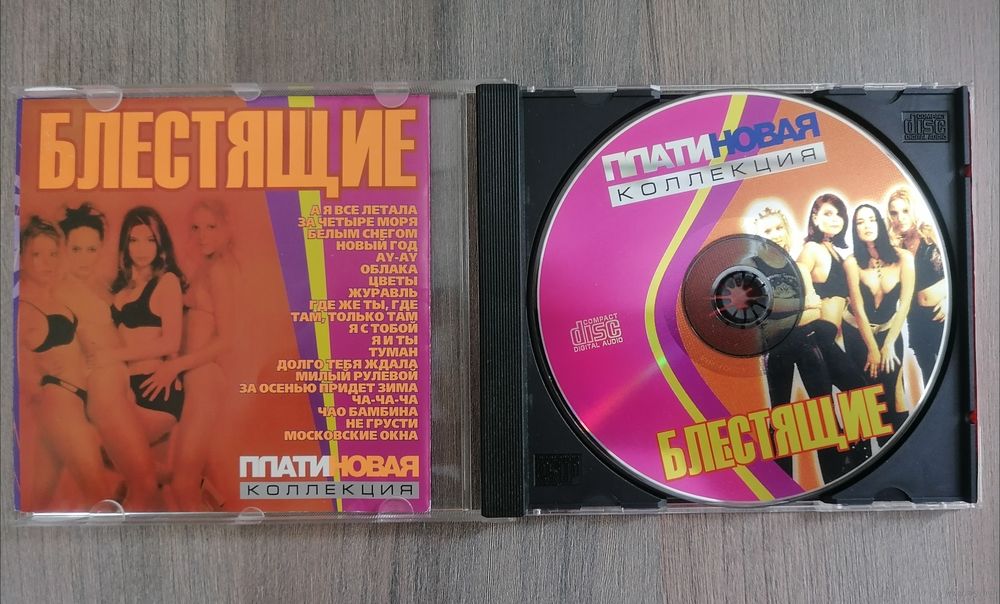 БЛЕСТЯЩИЕ
А Я ВСЕ ЛЕТАЛА
ЗА ЧЕТЫРЕ МОРЯ
БЕЛЫМ СНЕГОМ
НОВЫЙ ГОД
АУ-АУ
ОБЛАКА
ЦВЕТЫ
ЖУРАВЛЬ
ГДЕ ЖЕ ТЫ, ГДЕ
ТАМ, ТОЛЬКО ТАМ
Я С ТОБОЙ
Я И ТЫ
ТУМАН
ДОЛГО ТЕБЯ ЖДАЛА
МИЛЫЙ РУЛЕВОЙ
ЗА ОСЕНЬЮ ПРИДЕТ ЗИМА
ЧА-ЧА-ЧА
ЧАО БАМБИНА
НЕ ГРУСТИ
МОСКОВСКИЕ ОКНА
ПЛАТИНОВАЯ
КОЛЛЕКЦИЯ
ПЛАТИНОВАЯ
КОЛЛЕКЦИЯ
COMPACT
disc
DIGITAL AUDIO
БЛЕСТЯЩИЕ
COMPACT
disc
DIGITAL AUDIO